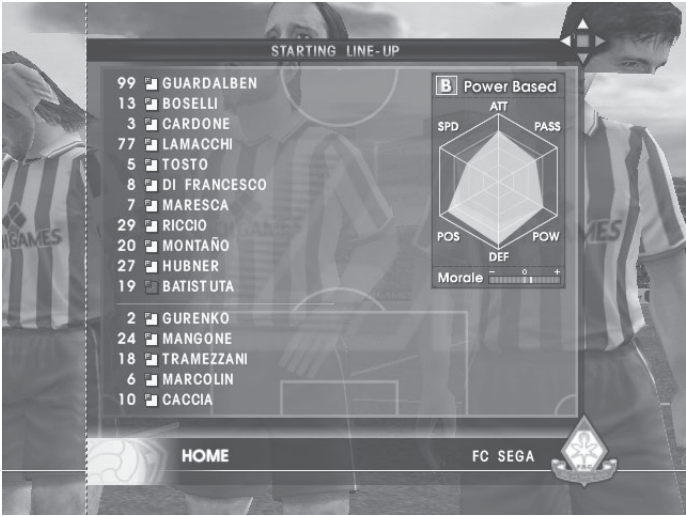 STARTING LINE-UP
99 GUARDALBEN
13 BOSELLI
3 CARDONE
77 LAMACCHI
5 TOSTO
8 DI FRANCESCO
7 MARESCA
29 RICCIO
20 MONTAÑO
27 HUBNER
19 BATISTUTA
2 GURENKO
24 MANGONE
18 TRAMEZZANI
6 MARCOLIN
10 CACCIA
B Power Based
ATT
SPD PASS
POS POW
DEF
Morale - 0 +
HOME FC SEGA